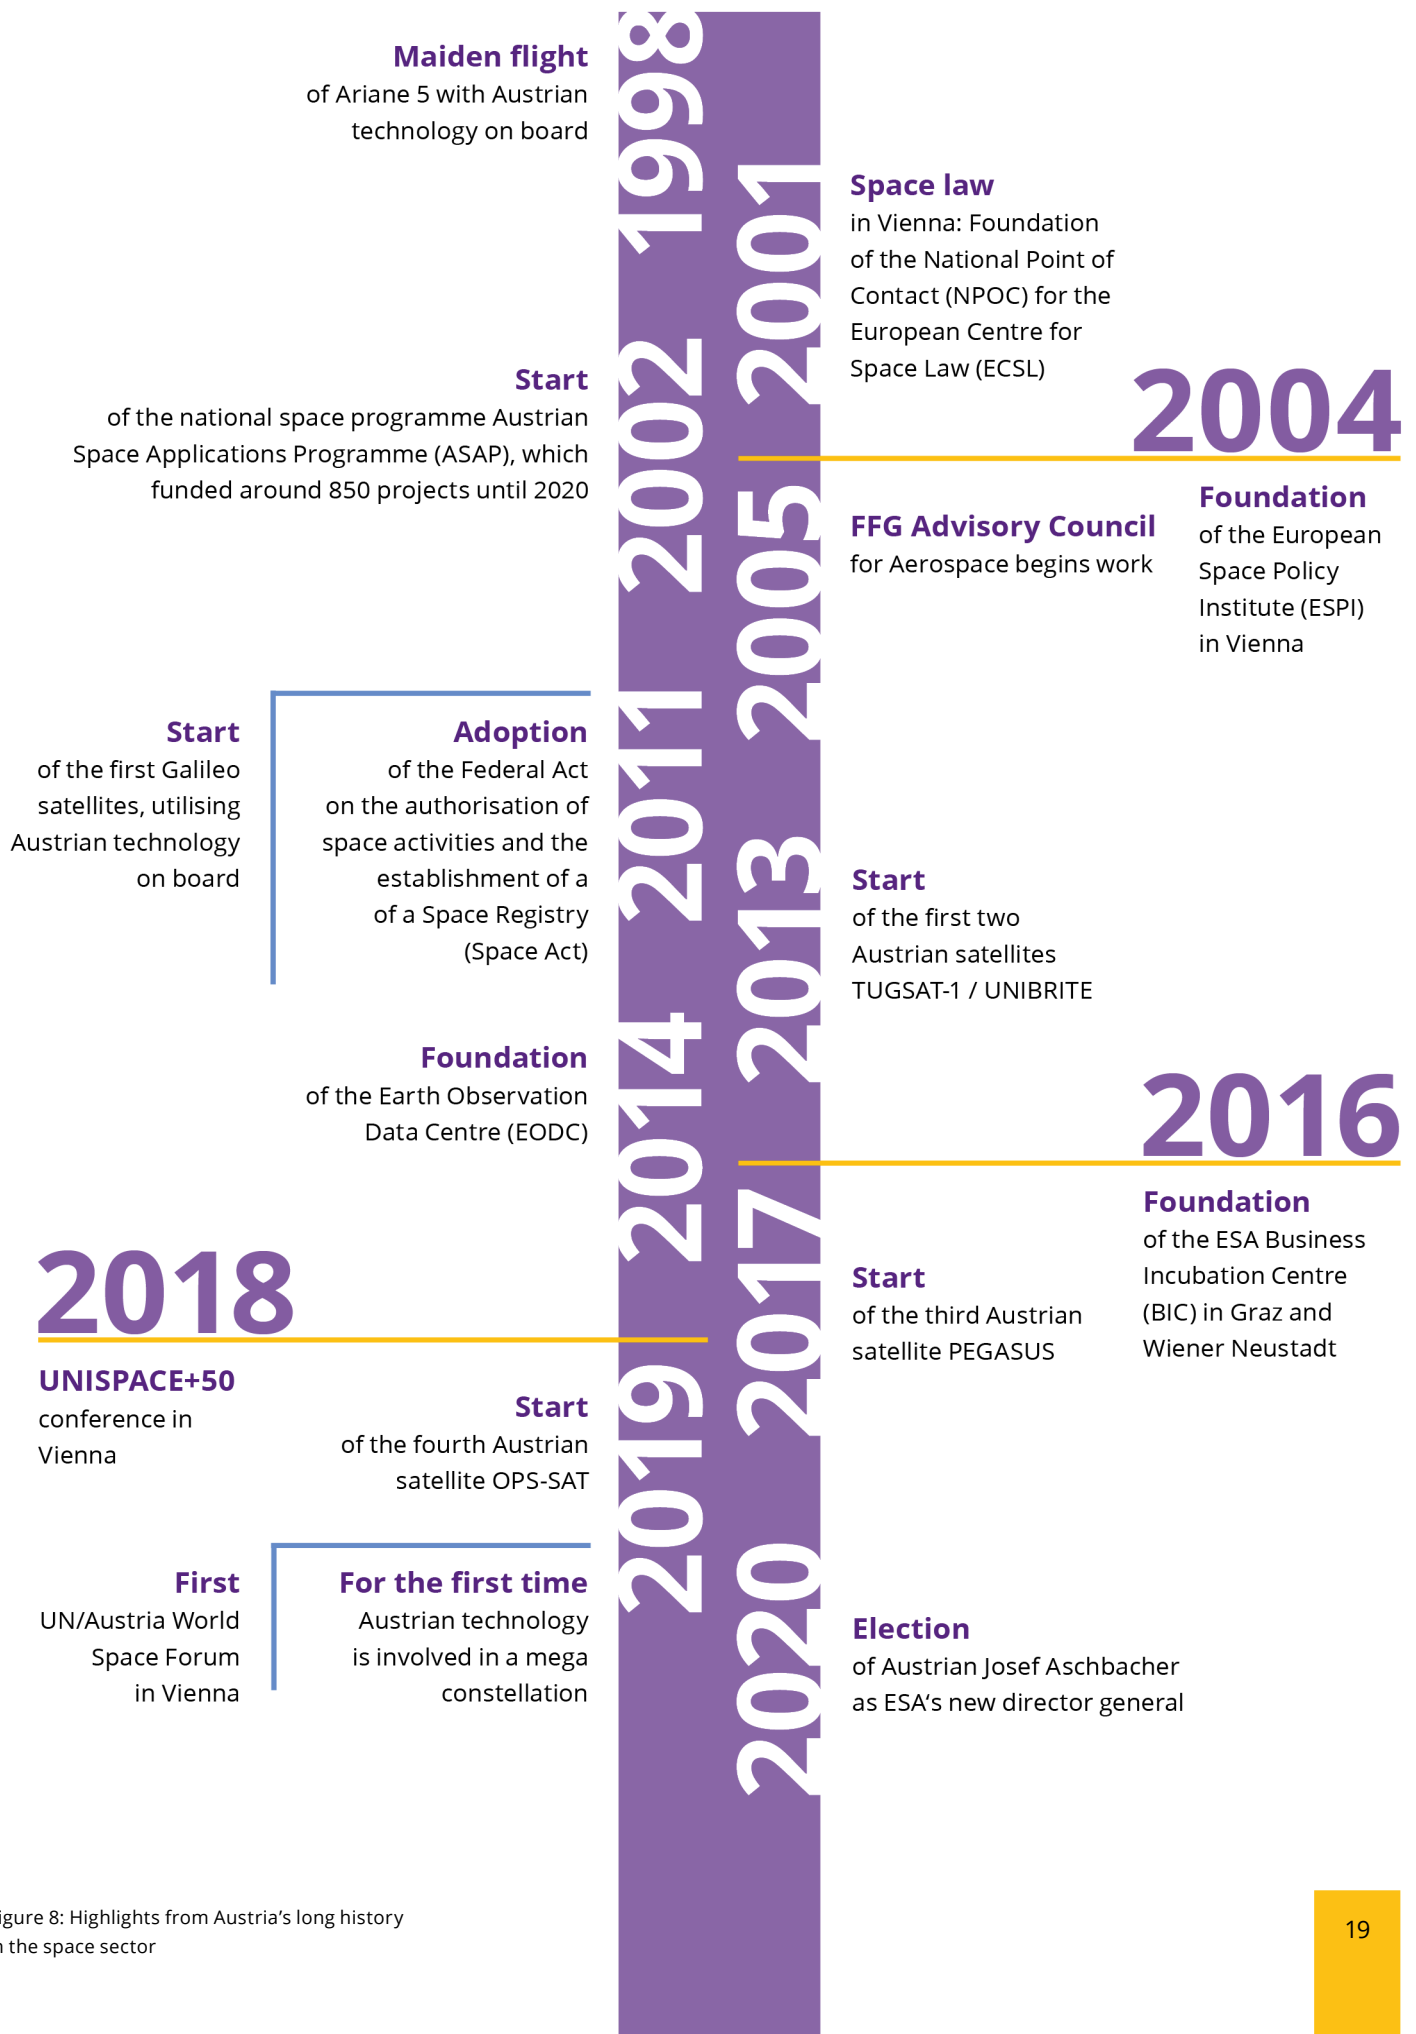 1998
Maiden flight
of Ariane 5 with Austrian
technology on board
2001
Space law
in Vienna: Foundation
of the National Point of
Contact (NPOC) for the
European Centre for
Space Law (ECSL)
2002
Start
of the national space programme Austrian
Space Applications Programme (ASAP), which
funded around 850 projects until 2020
2004
Foundation
of the European
Space Policy
Institute (ESPI)
in Vienna
2005
FFG Advisory Council
for Aerospace begins work
2011
Start
of the first Galileo
satellites, utilising
Austrian technology
on board
Adoption
of the Federal Act
on the authorisation of
space activities and the
establishment of a
of a Space Registry
(Space Act)
2013
Start
of the first two
Austrian satellites
TUGSAT-1 / UNIBRITE
2014
Foundation
of the Earth Observation
Data Centre (EODC)
2016
Foundation
of the ESA Business
Incubation Centre
(BIC) in Graz and
Wiener Neustadt
2017
Start
of the third Austrian
satellite PEGASUS
2018
UNISPACE+50
conference in
Vienna
2019
Start
of the fourth Austrian
satellite OPS-SAT
First
UN/Austria World
Space Forum
in Vienna
For the first time
Austrian technology
is involved in a mega
constellation
2020
Election
of Austrian Josef Aschbacher
as ESA‘s new director general
igure 8: Highlights from Austria’s long history
the space sector
19